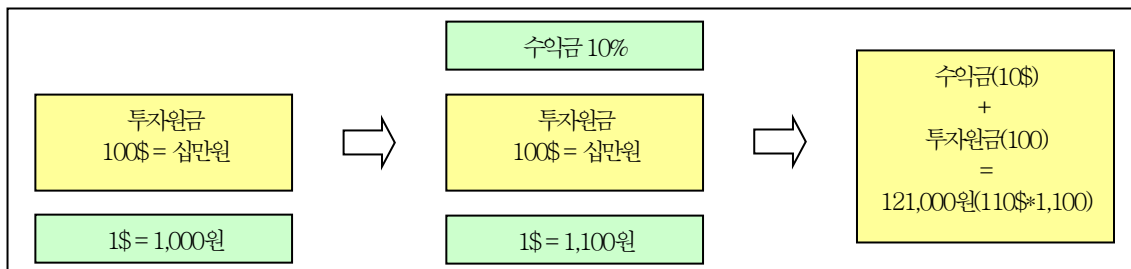 투자원금
100$ = 십만원
1$ = 1,000원
수익금 10%
투자원금
100$ = 십만원
1$ = 1,100원
수익금(10$)
+
투자원금(100)
=
121,000원(110$*1,100)